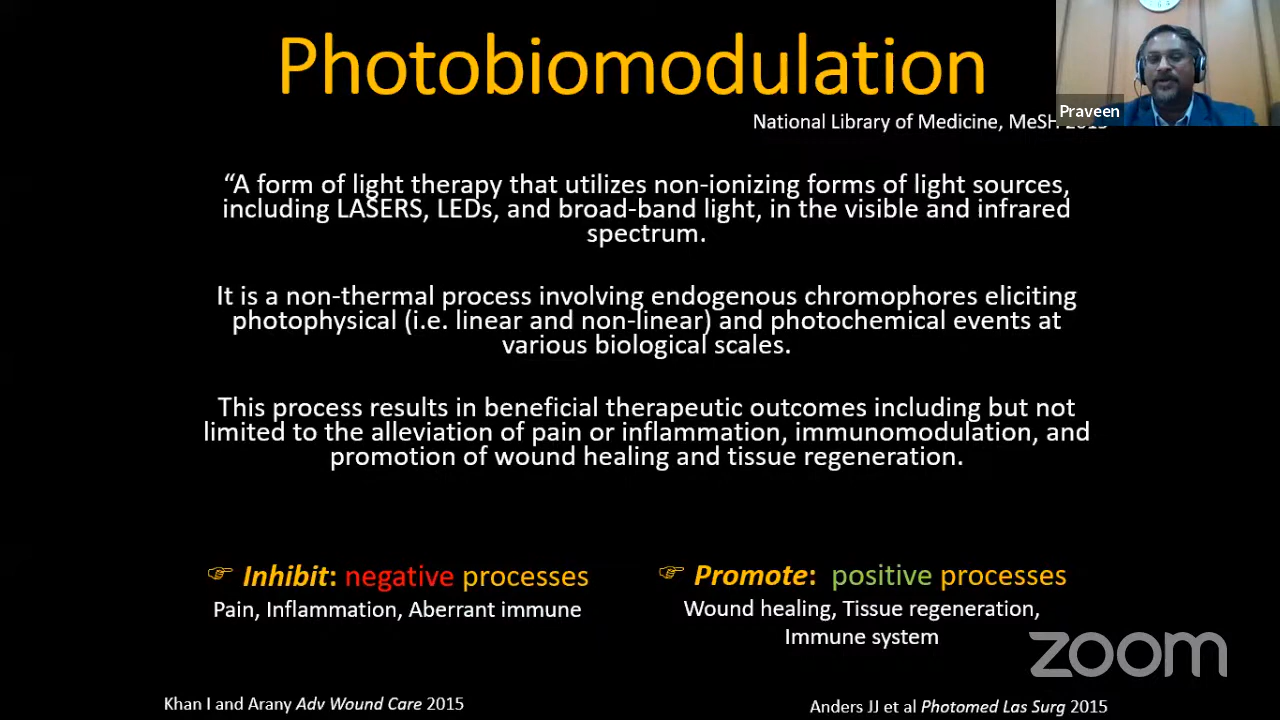 Photobiomodulation
Praveen
National Library of Medicine, MeSH 2015
“A form of light therapy that utilizes non-ionizing forms of light sources,
including LASERS, LEDs, and broad-band light, in the visible and infrared
spectrum.
It is a non-thermal process involving endogenous chromophores eliciting
photophysical (i.e. linear and non-linear) and photochemical events at
various biological scales.
This process results in beneficial therapeutic outcomes including but not
limited to the alleviation of pain or inflammation, immunomodulation, and
promotion of wound healing and tissue regeneration.
☞ Inhibit: negative processes
Pain, Inflammation, Aberrant immune
☞ Promote: positive processes
Wound healing, Tissue regeneration,
Immune system
zoom
Khan I and Arany Adv Wound Care 2015
Anders JJ et al Photomed Las Surg 2015